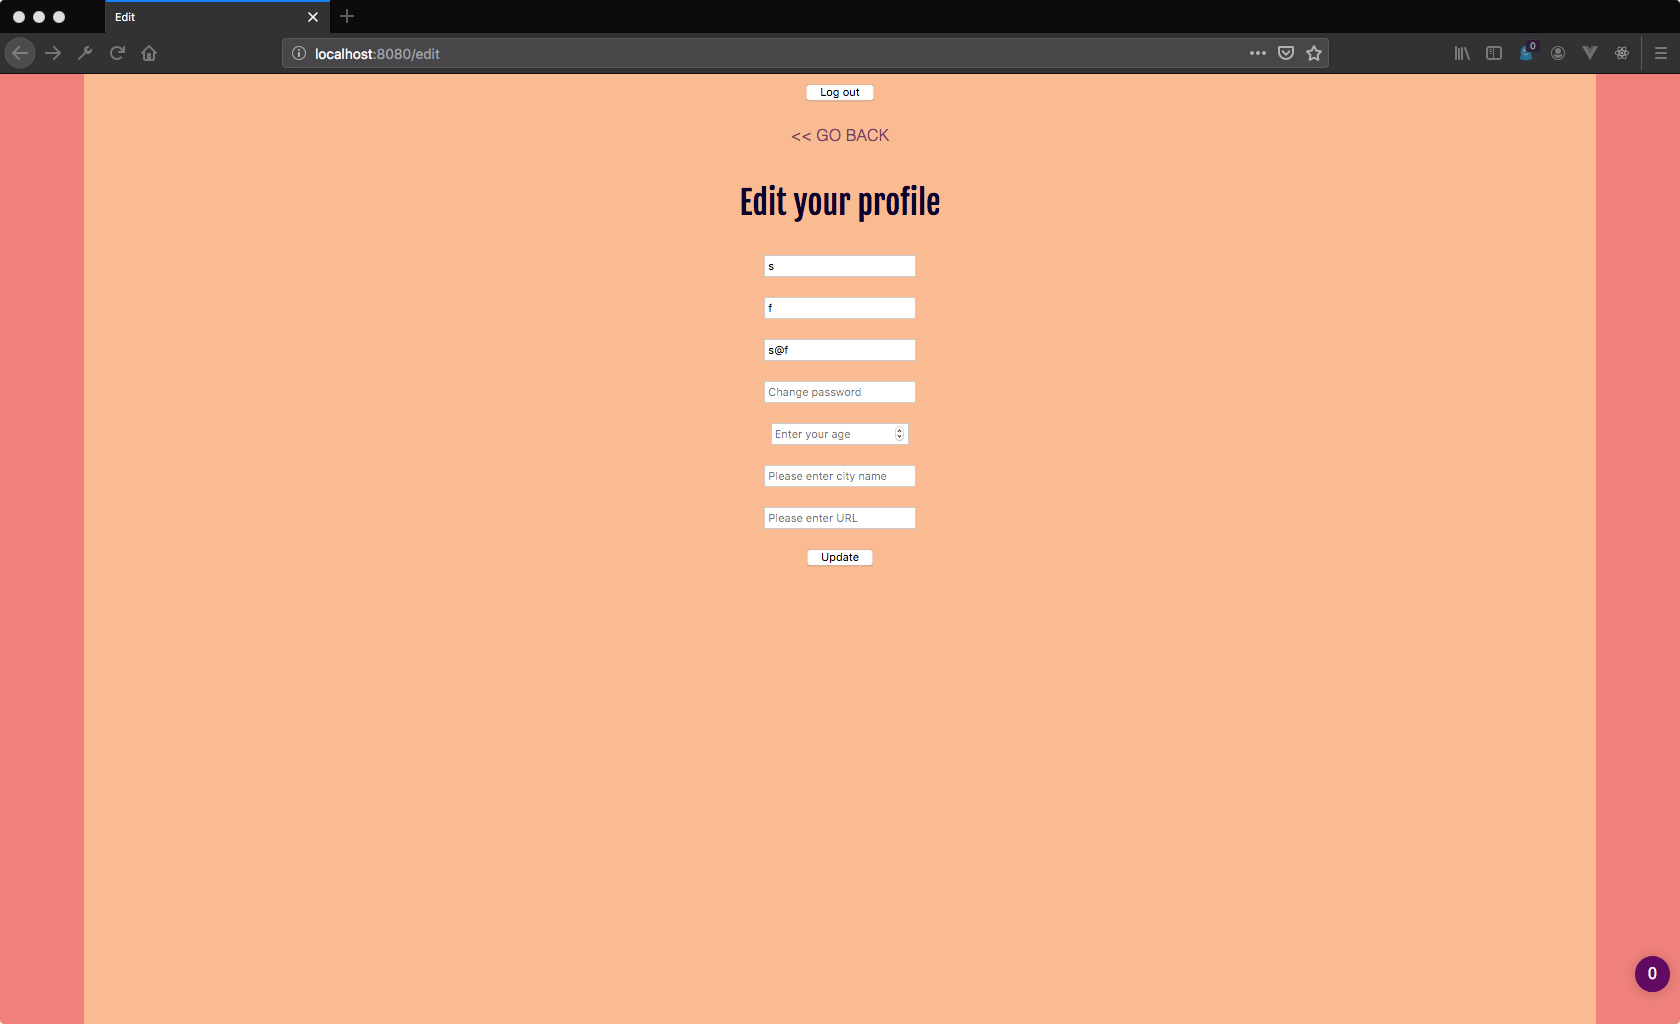 Edit
localhost:8080/edit
0
Log out
<< GO BACK
Edit your profile
s
f
s@f
Change password
Enter your age
Please enter city name
Please enter URL
Update
0